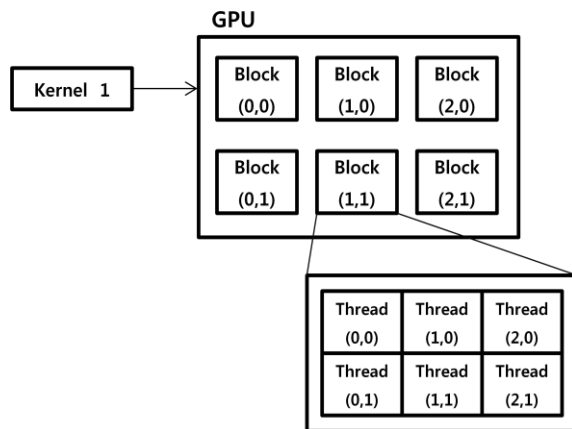 GPU
Kernel 1
Block Block Block
(0,0) (1,0) (2,0)
Block Block Block
(0,1) (1,1) (2,1)
Thread Thread Thread
(0,0) (1,0) (2,0)
Thread Thread Thread
(0,1) (1,1) (2,1)